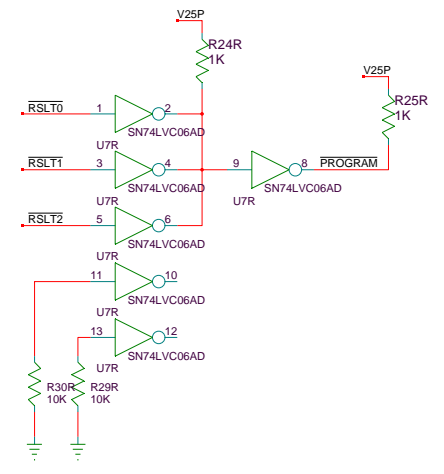 V25P
R24R
1K
V25P
R25R
1K
RSLT0
1
2
SN74LVC06AD
U7R
RSLT1
3
4
SN74LVC06AD
U7R
9
8
PROGRAM
SN74LVC06AD
U7R
RSLT2
5
6
SN74LVC06AD
U7R
11
10
SN74LVC06AD
U7R
13
12
SN74LVC06AD
U7R
R30R
10K
R29R
10K